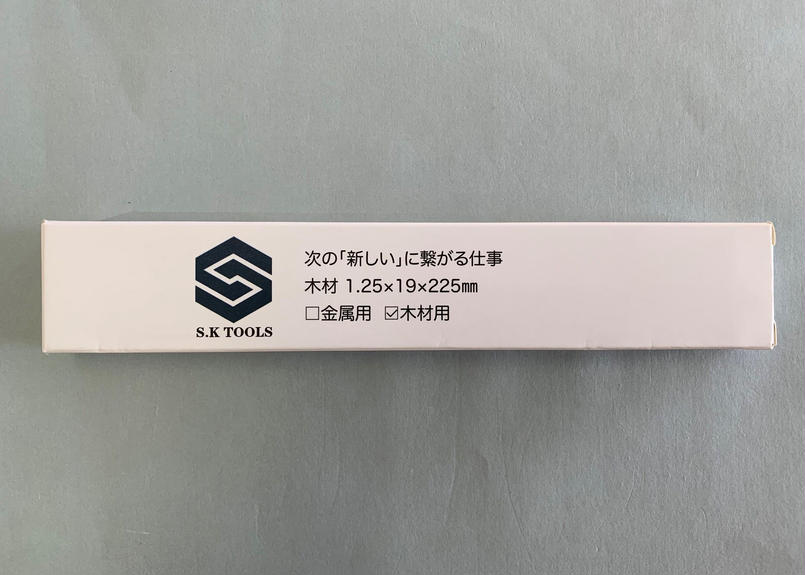 次の「新しい」に繋がる仕事
木材 1.25×19×225㎜
□金属用 ☑木材用
S.K TOOLS